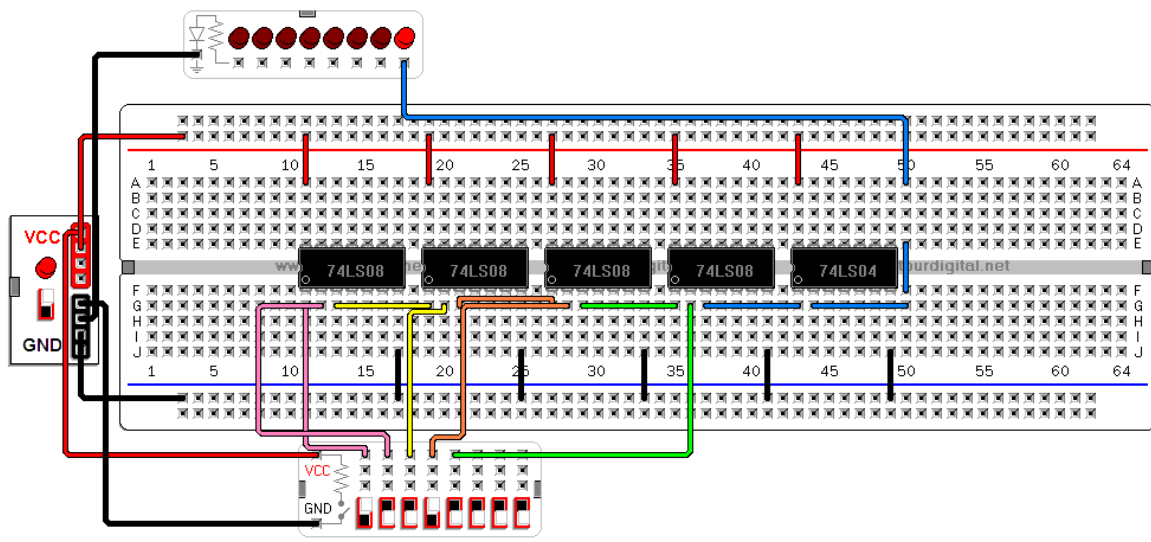 1 5 10 15 20 25 30 35 40 45 50 55 60 64
A A
B B
C C
D D
E E
VCC
74LS08 74LS08 74LS08 74LS08 74LS04
ourdigital.net
F F
G G
H H
I I
J J
GND
1 5 10 15 20 25 30 35 40 45 50 55 60 64
VCC
GND